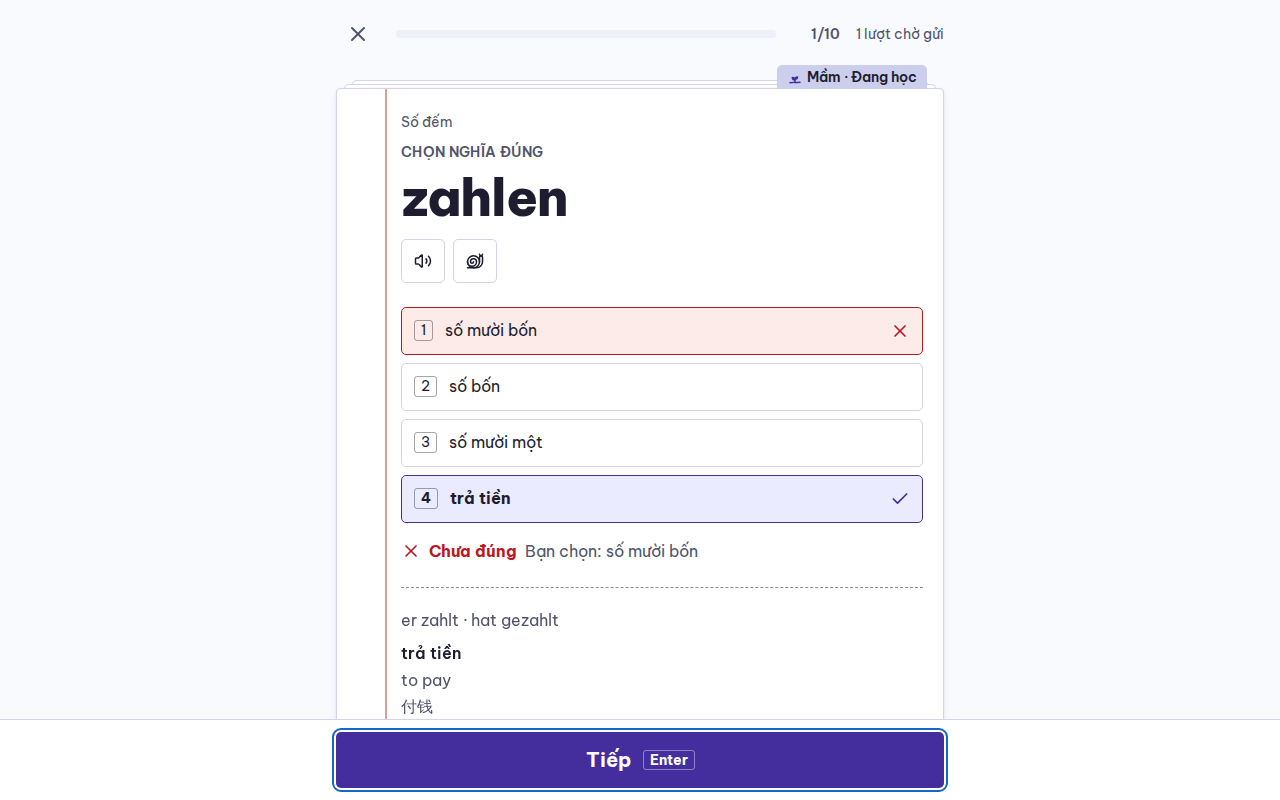 1/10 1 lượt chờ gửi
Mầm · Đang học
Số đếm
CHỌN NGHĨA ĐÚNG
zahlen
1 số mười bốn
2 số bốn
3 số mười một
4 trả tiền
Chưa đúng Bạn chọn: số mười bốn
er zahlt · hat gezahlt
trả tiền
to pay
付钱
Tiếp Enter